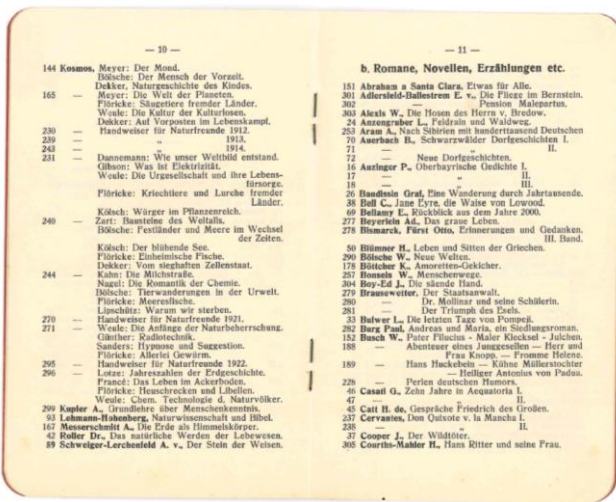 — 10 —
144 Kosmos, Meyer: Der Mond.
Bölsche: Der Mensch der Vorzeit.
Dekker, Naturgeschichte des Kindes.
165 — Meyer: Die Welt der Planeten.
Flöricke: Säugetiere fremder Länder.
Weule: Die Kultur der Kulturlosen.
Dekker: Auf Vorposten im Lebenskampf.
230 — Handweiser für Naturfreunde 1912.
239 — „ 1913.
243 — „ 1914.
231 — Dannemann: Wie unser Weltbild entstand.
Gibson: Was ist Elektrizität.
Weule: Die Urgesellschaft und ihre Lebens-
fürsorge.
Flöricke: Kriechtiere und Lurche fremder
Länder.
Kölsch: Würger im Pflanzenreich.
240 — Zart: Bausteine des Weltalls.
Bölsche: Festländer und Meere im Wechsel
der Zeiten.
Kölsch: Der blühende See.
Flöricke: Einheimische Fische.
Dekker: Vom sieghaften Zellenstaat.
244 — Kahn: Die Milchstraße.
Nagel: Die Romantik der Chemie.
Bölsche: Tierwanderungen in der Urwelt.
Flöricke: Meeresfische.
Lipschütz: Warum wir sterben.
270 — Handweiser für Naturfreunde 1921.
271 — Weule: Die Anfänge der Naturbeherrschung.
Günther: Radiotechnik.
Sanders: Hypnose und Suggestion.
Flöricke: Allerlei Gewürm.
295 — Handweiser für Naturfreunde 1922.
296 — Lotze: Jahreszahlen der Erdgeschichte.
Francé: Das Leben im Ackerboden.
Flöricke: Heuschrecken und Libellen.
Weule: Chem. Technologie d. Naturvölker.
299 Kupfer A., Grundlehre über Menschenkenntnis.
93 Lehmann-Hohenberg, Naturwissenschaft und Bibel.
167 Messerschmitt A., Die Erde als Himmelskörper.
42 Roller Dr., Das natürliche Werden der Lebewesen.
89 Schweiger-Lerchenfeld A. v., Der Stein der Weisen.
— 11 —
b. Romane, Novellen, Erzählungen etc.
151 Abraham a Santa Clara, Etwas für Alle.
301 Adlersfeld-Ballestrem E. v., Die Fliege im Bernstein.
302 — Pension Malepartus.
303 Alexis W., Die Hosen des Herrn v. Bredow.
24 Anzengruber L., Feldrain und Waldweg.
253 Aram A., Nach Sibirien mit hunderttausend Deutschen
70 Auerbach B., Schwarzwälder Dorfgeschichten I.
71 — „ II.
72 — Neue Dorfgeschichten.
16 Auzinger P., Oberbayrische Gedichte I.
17 — „ II.
18 — „ III.
26 Baudissin Graf, Eine Wanderung durch Jahrtausende.
38 Bell C., Jane Eyre, die Waise von Lowood.
69 Bellamy E., Rückblick aus dem Jahre 2000.
277 Beyerlein Ad., Das graue Leben.
278 Bismarck, Fürst Otto, Erinnerungen und Gedanken.
III. Band.
50 Blümner H., Leben und Sitten der Griechen.
290 Bölsche W., Neue Welten.
178 Böttcher K., Amoretten-Gekicher.
257 Bonsels W., Menschenwege.
304 Boy-Ed J., Die säende Hand.
279 Brausewetter, Der Staatsanwalt.
280 — Dr. Mollinar und seine Schülerin.
281 — Der Triumph des Esels.
33 Bulwer L., Die letzten Tage von Pompeji.
282 Burg Paul, Andreas und Maria, ein Siedlungsroman.
152 Busch W., Pater Filucius - Maler Klecksel - Julchen.
188 — Abenteuer eines Junggesellen — Herr und
Frau Knopp. — Fromme Helene.
189 — Hans Huckebein — Kühne Müllerstochter
— Heiliger Antonius von Padua.
228 — Perlen deutschen Humors.
46 Casati G., Zehn Jahre in Aequatoria I.
47 — „ II.
45 Catt H. de, Gespräche Friedrich des Großen.
237 Cervantes, Don Quixote v. la Mancha I.
238 — „ II.
37 Cooper J., Der Wildtöter.
305 Courths-Mahler H., Hans Ritter und seine Frau.